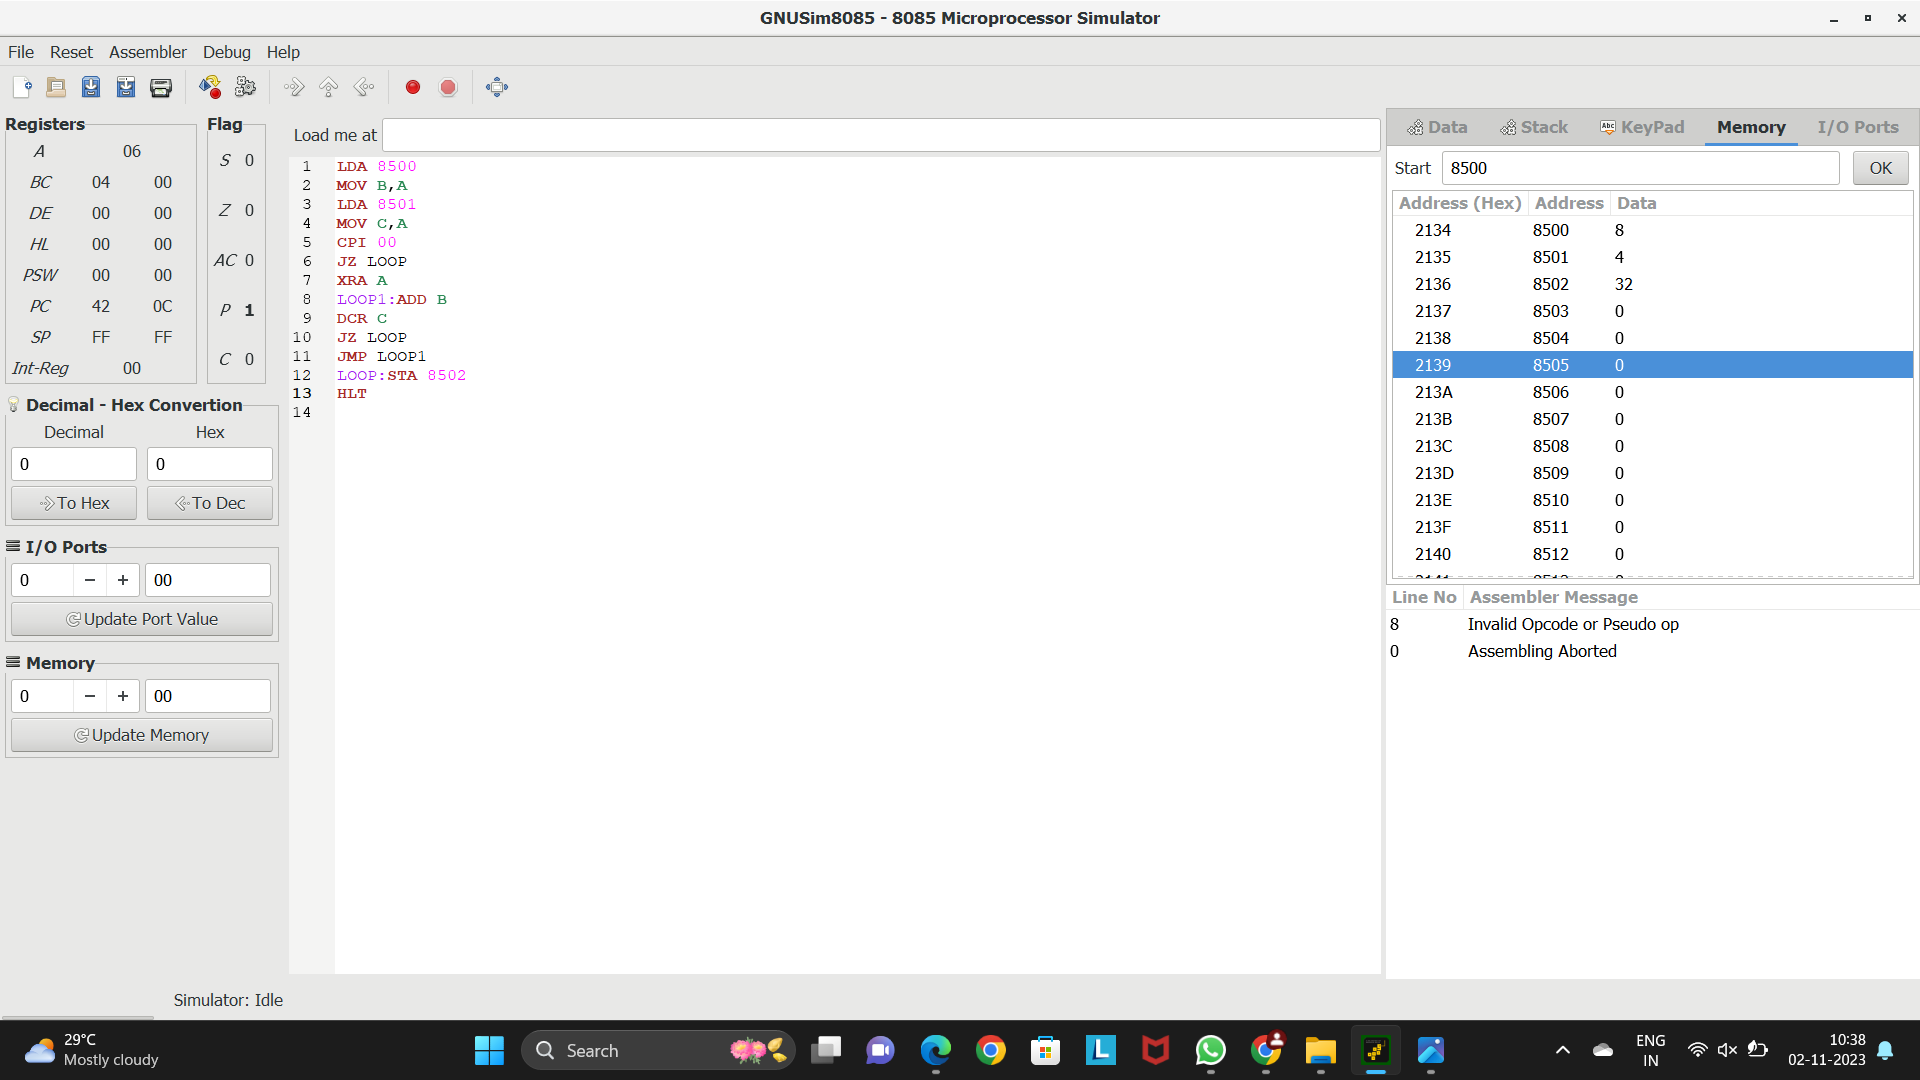 GNUSim8085 - 8085 Microprocessor Simulator
File Reset Assembler Debug Help
Registers
A 06
BC 04 00
DE 00 00
HL 00 00
PSW 00 00
PC 42 0C
SP FF FF
Int-Reg 00
Flag
S 0
Z 0
AC 0
P 1
C 0
Decimal - Hex Convertion
Decimal Hex
0 0
To Hex To Dec
I/O Ports
0 − + 00
Update Port Value
Memory
0 − + 00
Update Memory
Load me at
1 LDA 8500
2 MOV B,A
3 LDA 8501
4 MOV C,A
5 CPI 00
6 JZ LOOP
7 XRA A
8 LOOP1:ADD B
9 DCR C
10 JZ LOOP
11 JMP LOOP1
12 LOOP:STA 8502
13 HLT
14
Data Stack Abc KeyPad Memory I/O Ports
Start 8500 OK
Address (Hex) Address Data
2134 8500 8
2135 8501 4
2136 8502 32
2137 8503 0
2138 8504 0
2139 8505 0
213A 8506 0
213B 8507 0
213C 8508 0
213D 8509 0
213E 8510 0
213F 8511 0
2140 8512 0
Line No Assembler Message
8 Invalid Opcode or Pseudo op
0 Assembling Aborted
Simulator: Idle
29°C
Mostly cloudy
Search
L
ENG
IN
10:38
02-11-2023